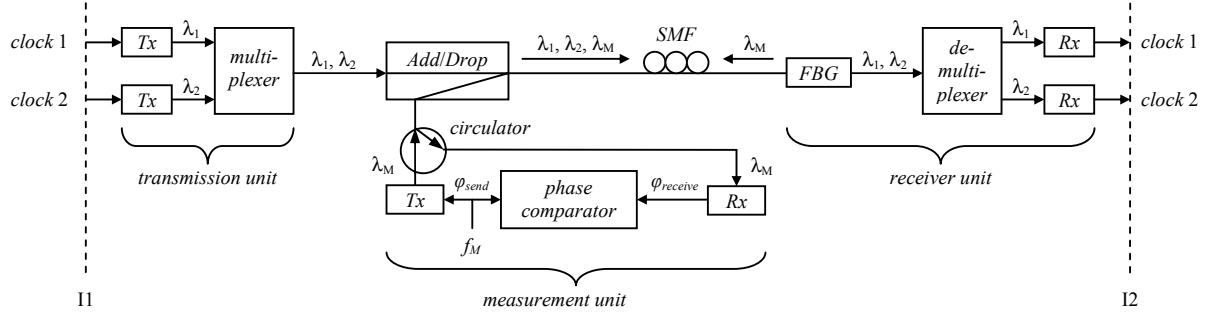 clock 1
Tx
λ1
multi-
plexer
λ1, λ2
Add/Drop
λ1, λ2, λM
SMF
λM
FBG
λ1, λ2
de-
multi-
plexer
λ1
Rx
clock 1
clock 2
Tx
λ2
λ2
Rx
clock 2
circulator
transmission unit
receiver unit
λM
λM
Tx
φsend
phase
comparator
φreceive
Rx
fM
I1
measurement unit
I2